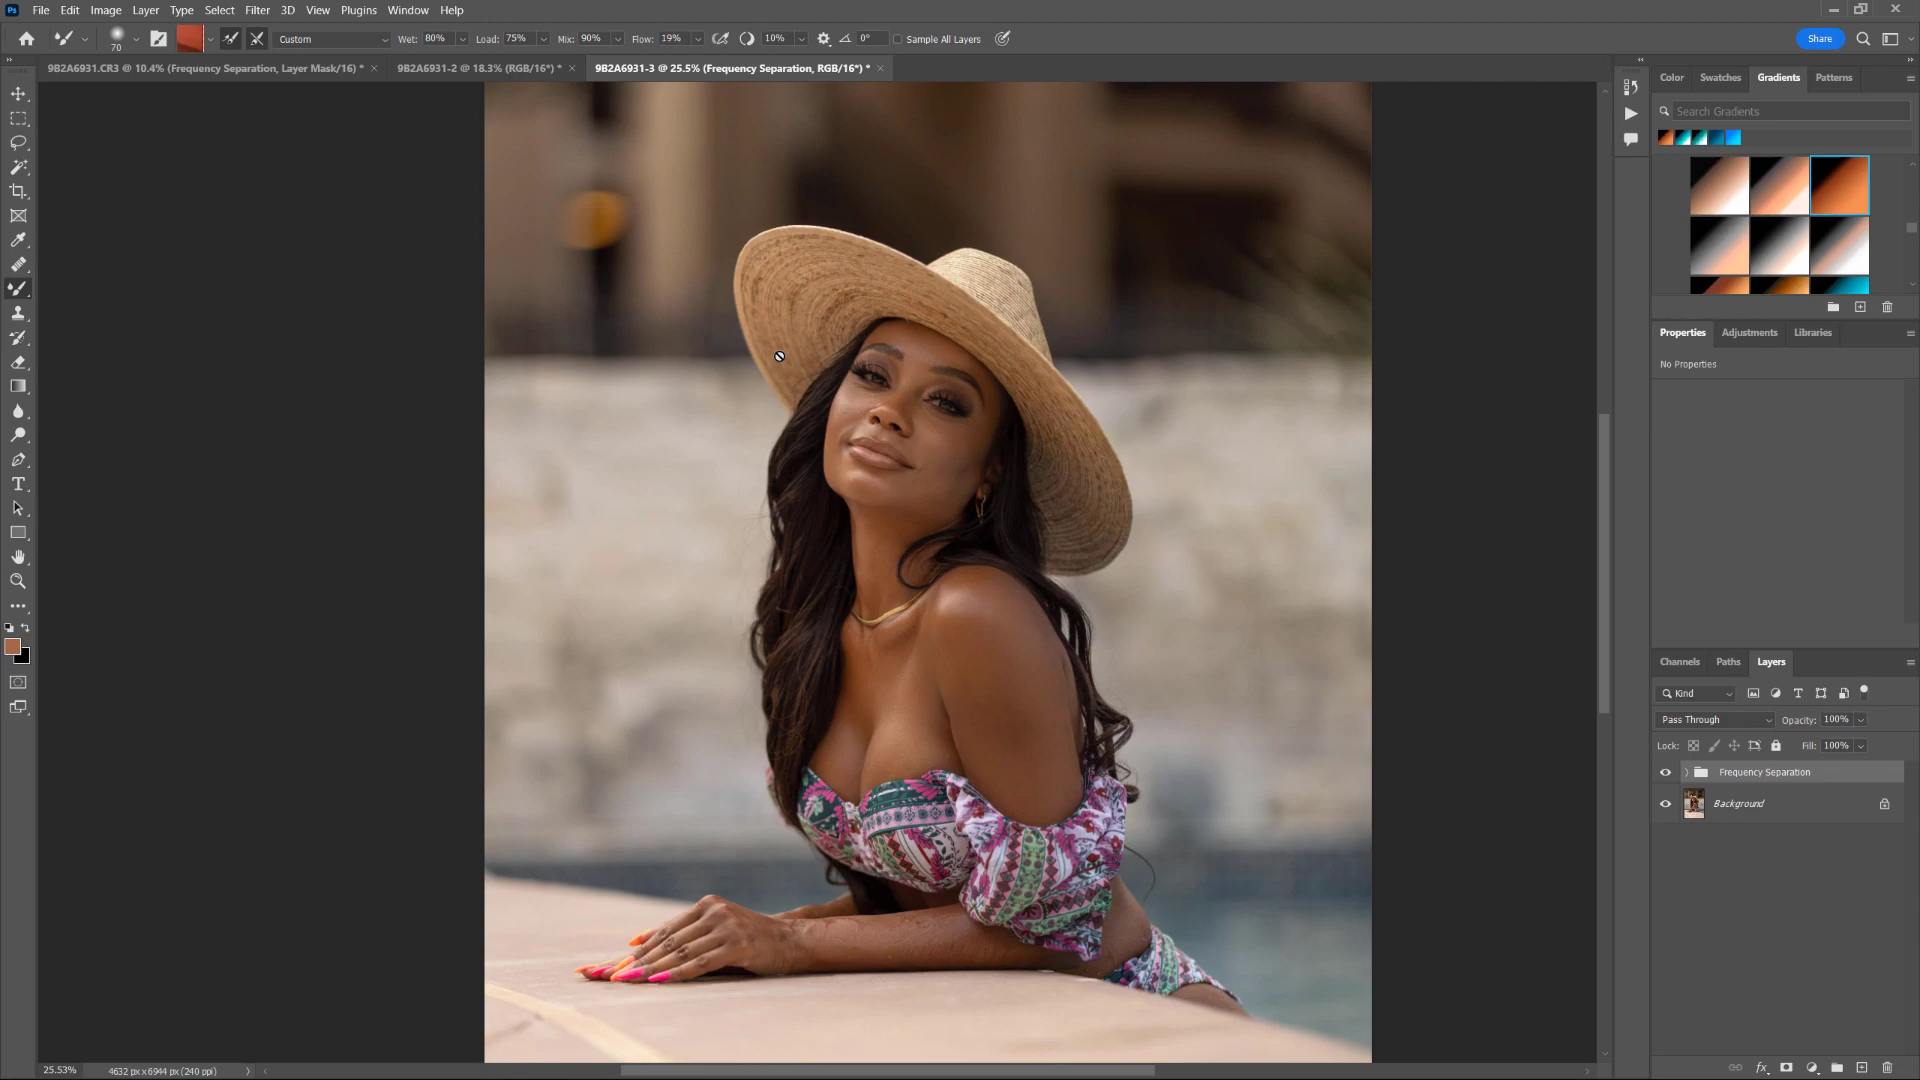 Ps File Edit Image Layer Type Select Filter 3D View Plugins Window Help
70 Custom Wet: 80% Load: 75% Mix: 90% Flow: 19% 10% 0° Sample All Layers Share
9B2A6931.CR3 @ 10.4% (Frequency Separation, Layer Mask/16) * × 9B2A6931-2 @ 18.3% (RGB/16*) * × 9B2A6931-3 @ 25.5% (Frequency Separation, RGB/16*) * ×
Color Swatches Gradients Patterns
Search Gradients
Properties Adjustments Libraries
No Properties
Channels Paths Layers
Kind
Pass Through Opacity: 100%
Lock: Fill: 100%
Frequency Separation
Background
fx
25.53% 4632 px x 6944 px (240 ppi)